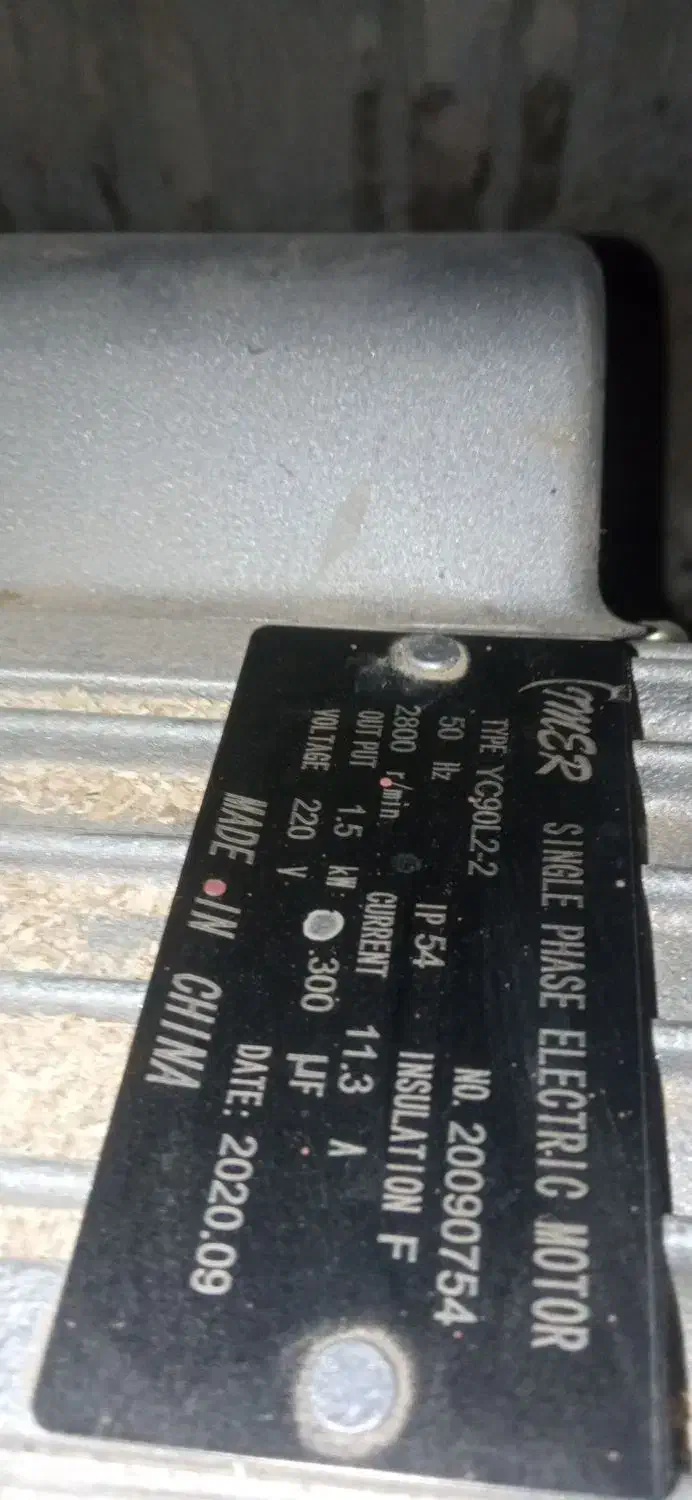 SINGLE PHASE ELECTRIC MOTOR
TYPE YC90L2-2 NO. 20090754
50 Hz IP 54 INSULATION F
2800 r/min CURRENT 11.3 A
OUTPUT 1.5 kW 300 µF
VOLTAGE 220 V DATE: 2020.09
MADE IN CHINA